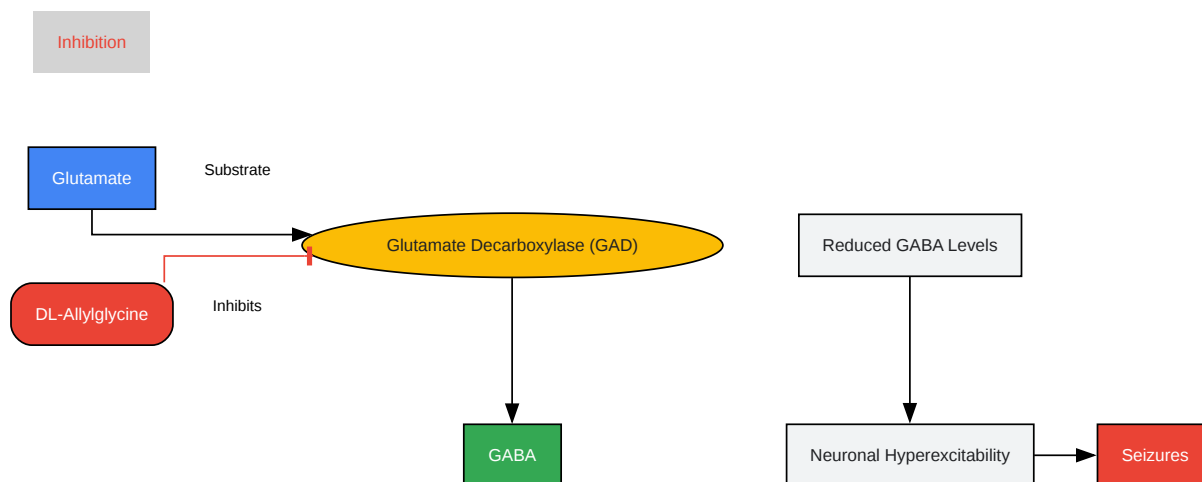 Inhibition
Glutamate
Substrate
Glutamate Decarboxylase (GAD)
Reduced GABA Levels
DL-Allylglycine
Inhibits
GABA
Neuronal Hyperexcitability
Seizures